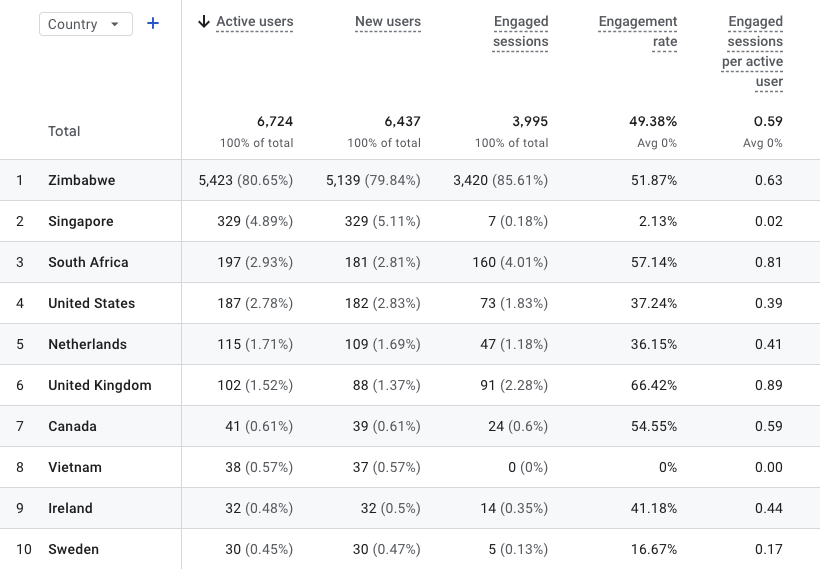 Country Active users New users Engaged Engagement Engaged
sessions rate sessions
per active
user
Total 6,724 6,437 3,995 49.38% 0.59
100% of total 100% of total 100% of total Avg 0% Avg 0%
1 Zimbabwe 5,423 (80.65%) 5,139 (79.84%) 3,420 (85.61%) 51.87% 0.63
2 Singapore 329 (4.89%) 329 (5.11%) 7 (0.18%) 2.13% 0.02
3 South Africa 197 (2.93%) 181 (2.81%) 160 (4.01%) 57.14% 0.81
4 United States 187 (2.78%) 182 (2.83%) 73 (1.83%) 37.24% 0.39
5 Netherlands 115 (1.71%) 109 (1.69%) 47 (1.18%) 36.15% 0.41
6 United Kingdom 102 (1.52%) 88 (1.37%) 91 (2.28%) 66.42% 0.89
7 Canada 41 (0.61%) 39 (0.61%) 24 (0.6%) 54.55% 0.59
8 Vietnam 38 (0.57%) 37 (0.57%) 0 (0%) 0% 0.00
9 Ireland 32 (0.48%) 32 (0.5%) 14 (0.35%) 41.18% 0.44
10 Sweden 30 (0.45%) 30 (0.47%) 5 (0.13%) 16.67% 0.17